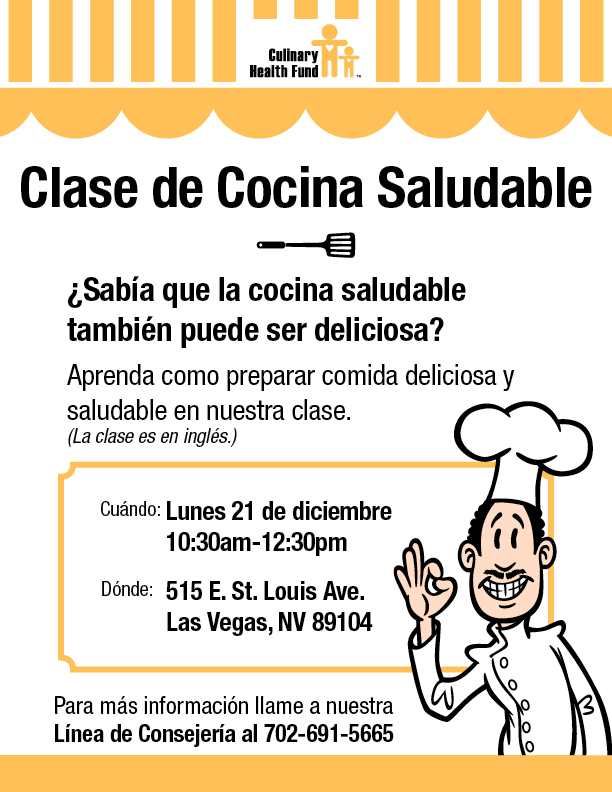 Culinary
Health Fund
™
Clase de Cocina Saludable
¿Sabía que la cocina saludable
también puede ser deliciosa?
Aprenda como preparar comida deliciosa y
saludable en nuestra clase.
(La clase es en inglés.)
Cuándo: Lunes 21 de diciembre
10:30am-12:30pm
Dónde: 515 E. St. Louis Ave.
Las Vegas, NV 89104
Para más información llame a nuestra
Línea de Consejería al 702-691-5665